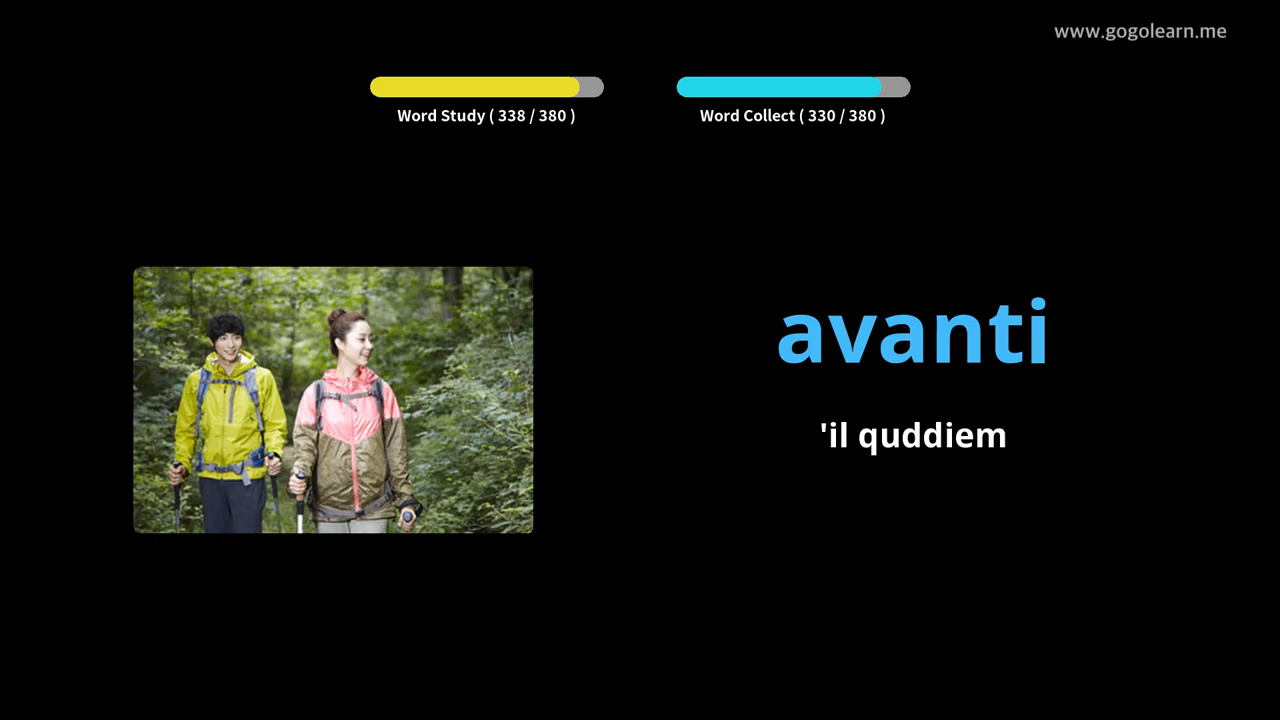 www.gogolearn.me
Word Study ( 338 / 380 )
Word Collect ( 330 / 380 )
avanti
'il quddiem